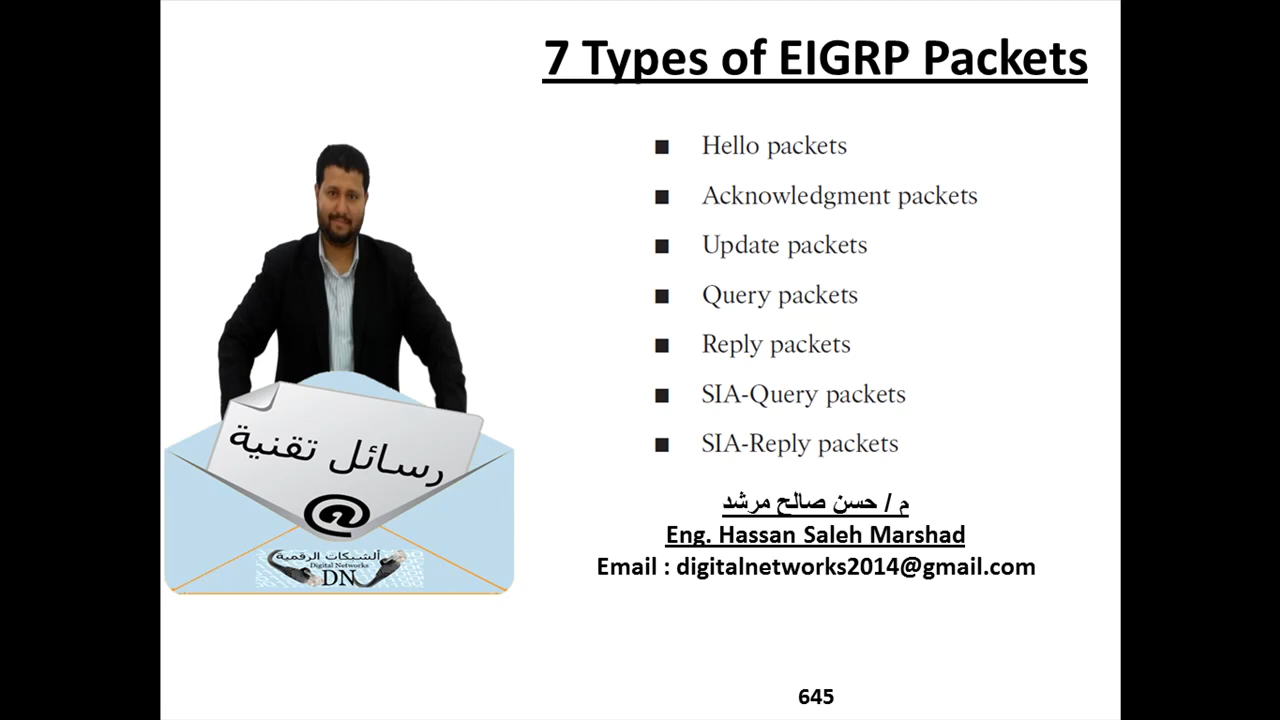 7 Types of EIGRP Packets
■ Hello packets
■ Acknowledgment packets
■ Update packets
■ Query packets
■ Reply packets
■ SIA-Query packets
■ SIA-Reply packets
م / حسن صالح مرشد
Eng. Hassan Saleh Marshad
Email : digitalnetworks2014@gmail.com
رسائل تقنية
@
الشبكات الرقمية
Digital Networks
DN
645